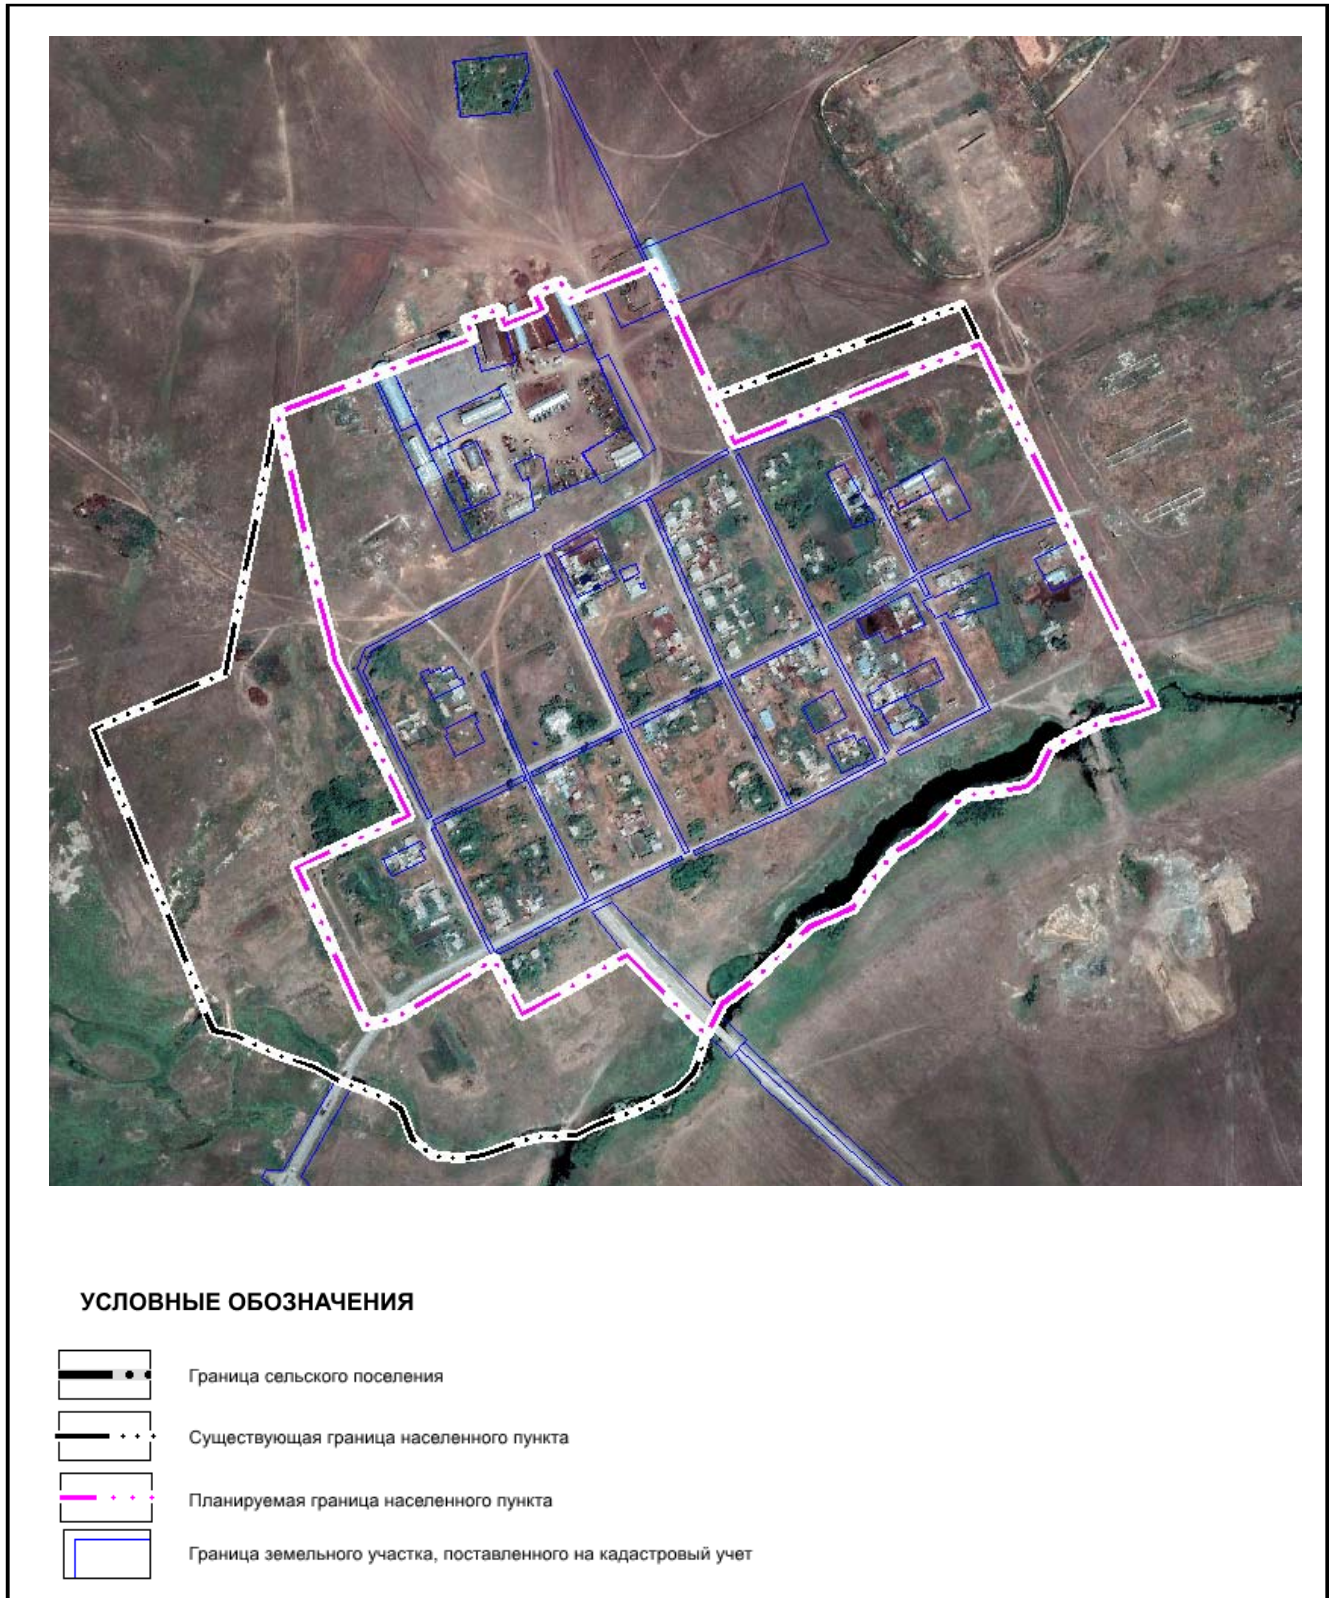 УСЛОВНЫЕ ОБОЗНАЧЕНИЯ
Граница сельского поселения
Существующая граница населенного пункта
Планируемая граница населенного пункта
Граница земельного участка, поставленного на кадастровый учет